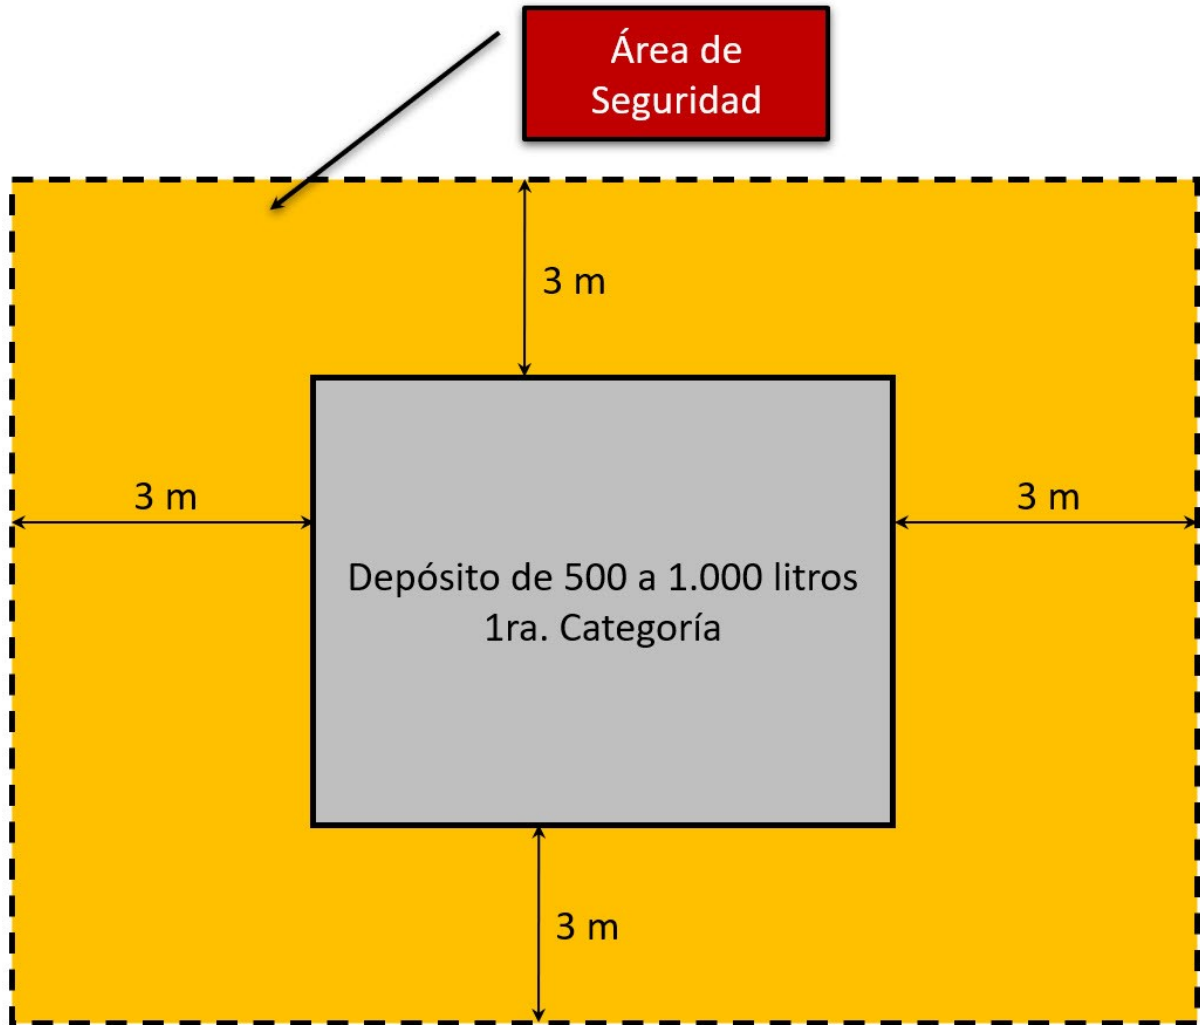 Área de
Seguridad
3 m
3 m
3 m
Depósito de 500 a 1.000 litros
1ra. Categoría
3 m